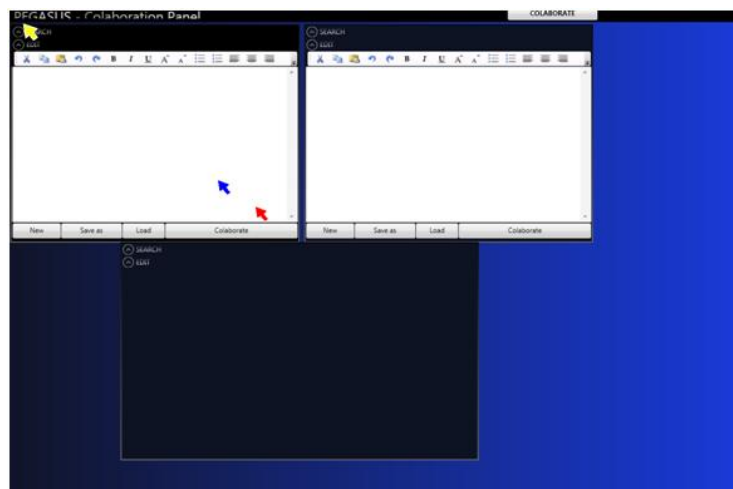 PEGASUS - Colaboration Panel
COLABORATE
SEARCH
EDIT
B I U A A
New Save as Load Colaborate
SEARCH
EDIT
B I U A A
New Save as Load Colaborate
SEARCH
EDIT